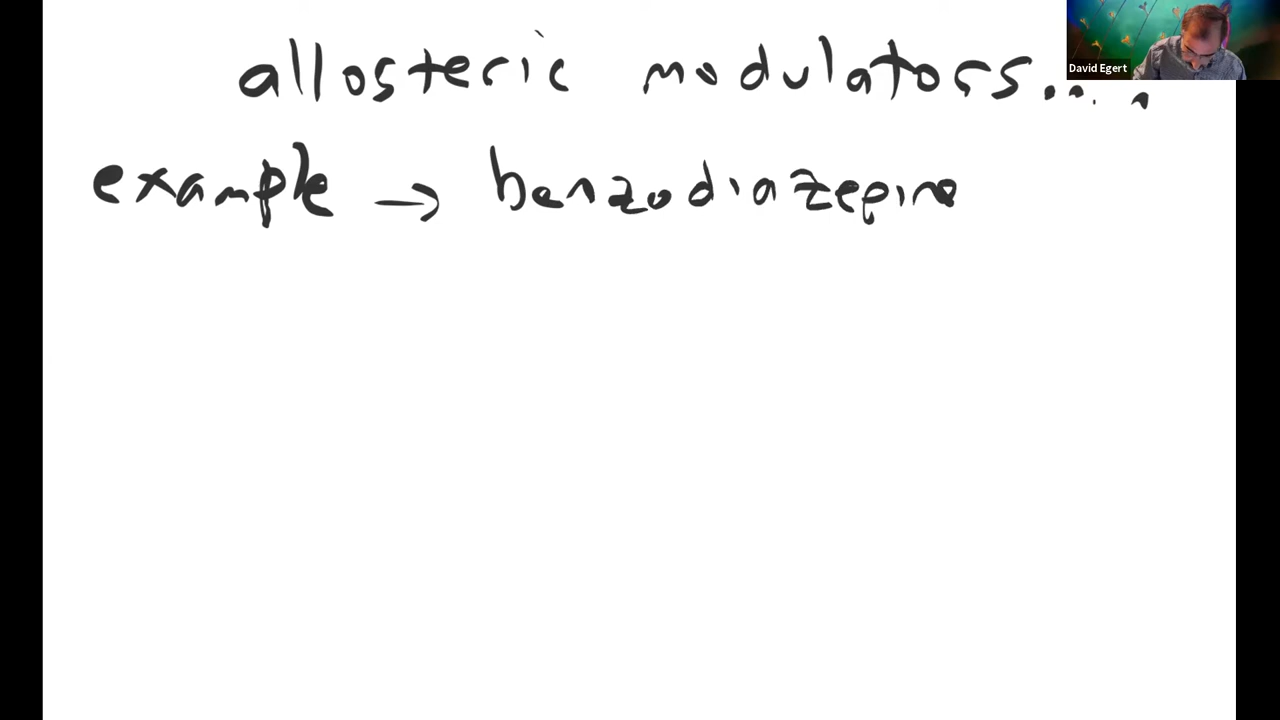 allosteric modulators....
David Egert
example → benzodiazepine